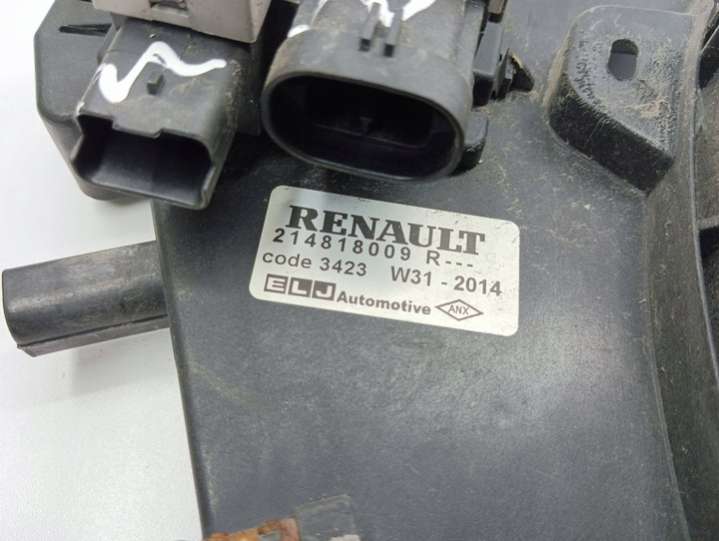 RENAULT
214818009 R---
code 3423 W31 - 2014
ELJ Automotive ANX